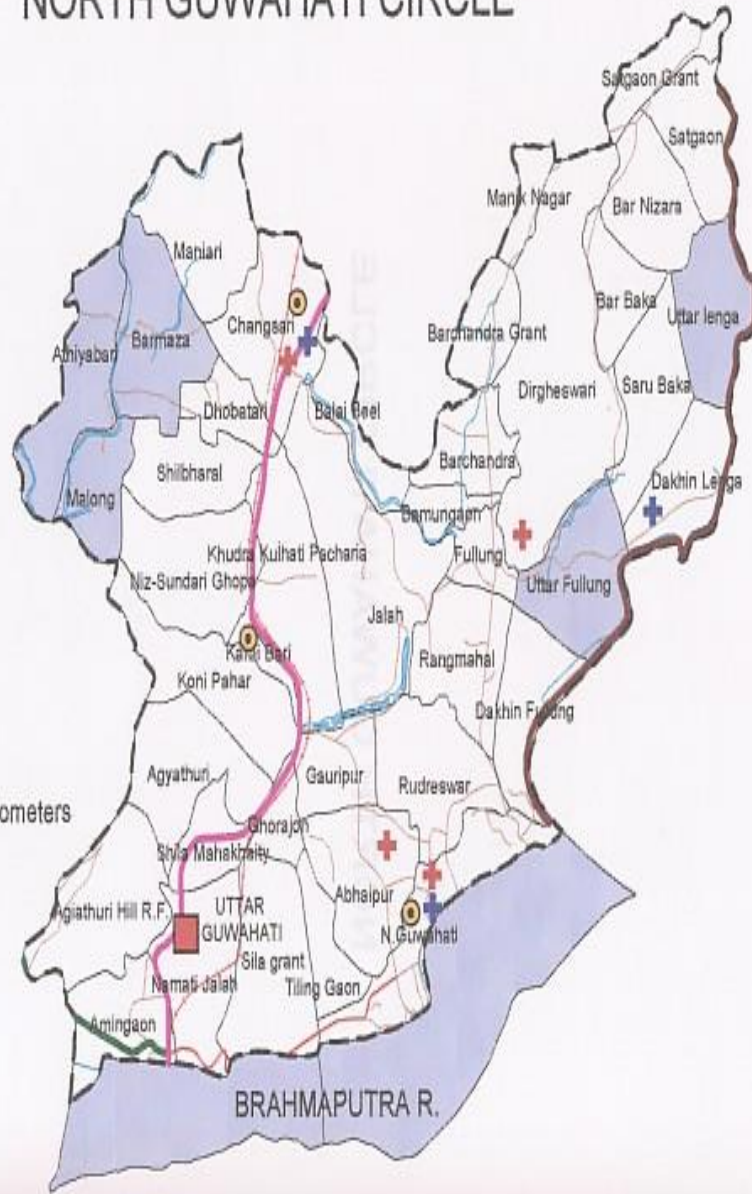 NORTH GUWAHATI CIRCLE
Satgaon Grant
Satgaon
Manik Nagar
Bar Nizara
Maniari
Bar Baka
Uttar lenga
Changsari
Barchandra Grant
Athiyabari
Barmaza
Dirgheswari
Saru Baka
Dhobatari
Balai Beel
Barchandra
Shilbharal
Dakhin Lenga
Malong
Bamungaon
Khudra Kulhati Pacharia
Fullung
Niz-Sundari Ghopa
Uttar Fullung
Jalah
Karai Bari
Rangmahal
Koni Pahar
Dakhin Fullung
Agyathuri
Gauripur
Rudreswar
ometers
Ghorajan
Shila Mahakhaity
Abhaipur
Agiathuri Hill R.F.
UTTAR
GUWAHATI
N.Guwahati
Sila grant
Namati Jalah
Tiling Gaon
Amingaon
BRAHMAPUTRA R.